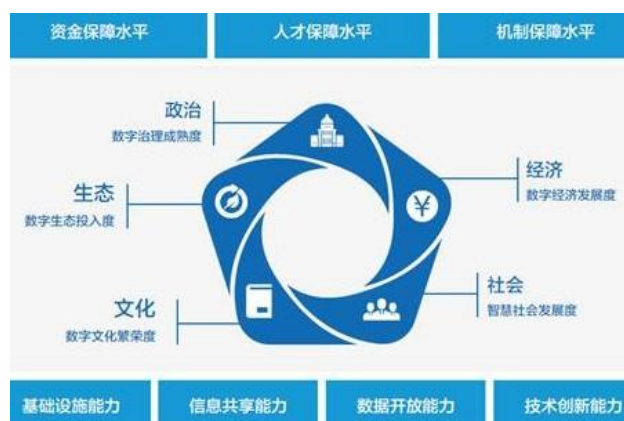 资金保障水平
人才保障水平
机制保障水平
政治
数字治理成熟度
经济
数字经济发展度
生态
数字生态投入度
社会
智慧社会发展度
文化
数字文化繁荣度
¥
基础设施能力
信息共享能力
数据开放能力
技术创新能力